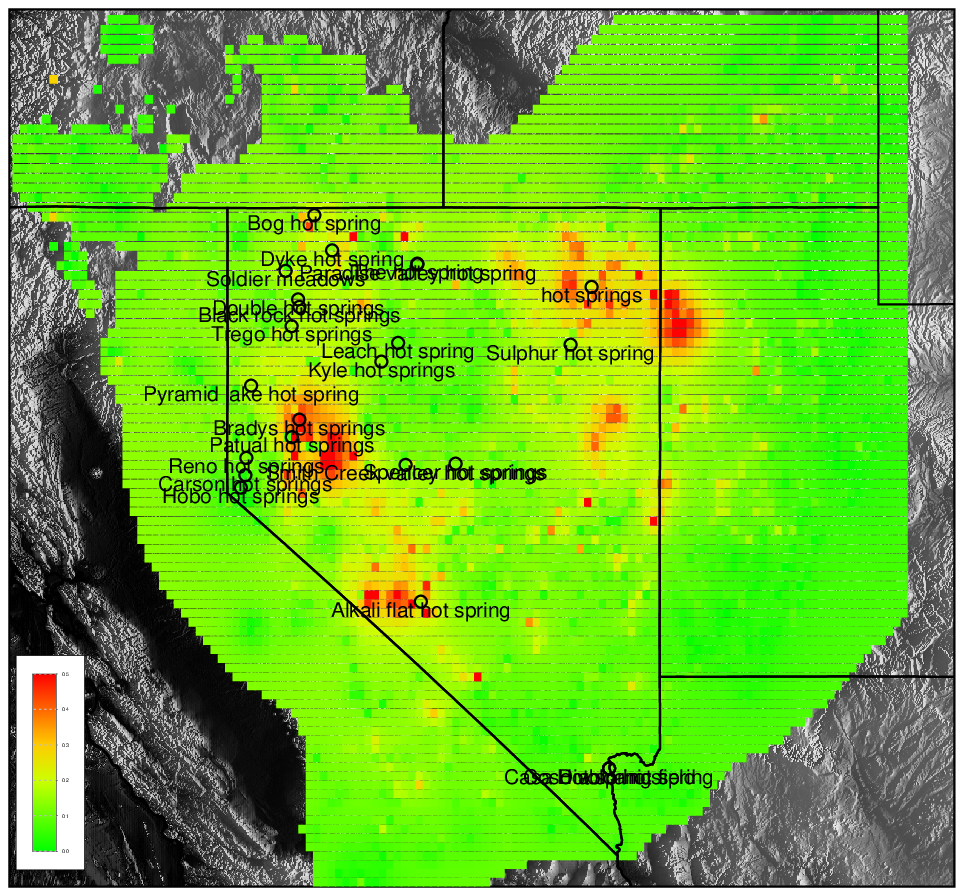 Bog hot spring
Dyke hot spring
Paradise valley hot spring
Soldier meadows
hot springs
Double hot springs
Black rock hot springs
Trego hot springs
Leach hot spring
Sulphur hot spring
Kyle hot springs
Pyramid lake hot spring
Bradys hot springs
Patual hot springs
Reno hot springs
Smith Creek valley hot springs
Spencer hot springs
Carson hot springs
Hobo hot springs
Alkali flat hot spring
0.5
0.4
0.3
0.2
0.1
0.0